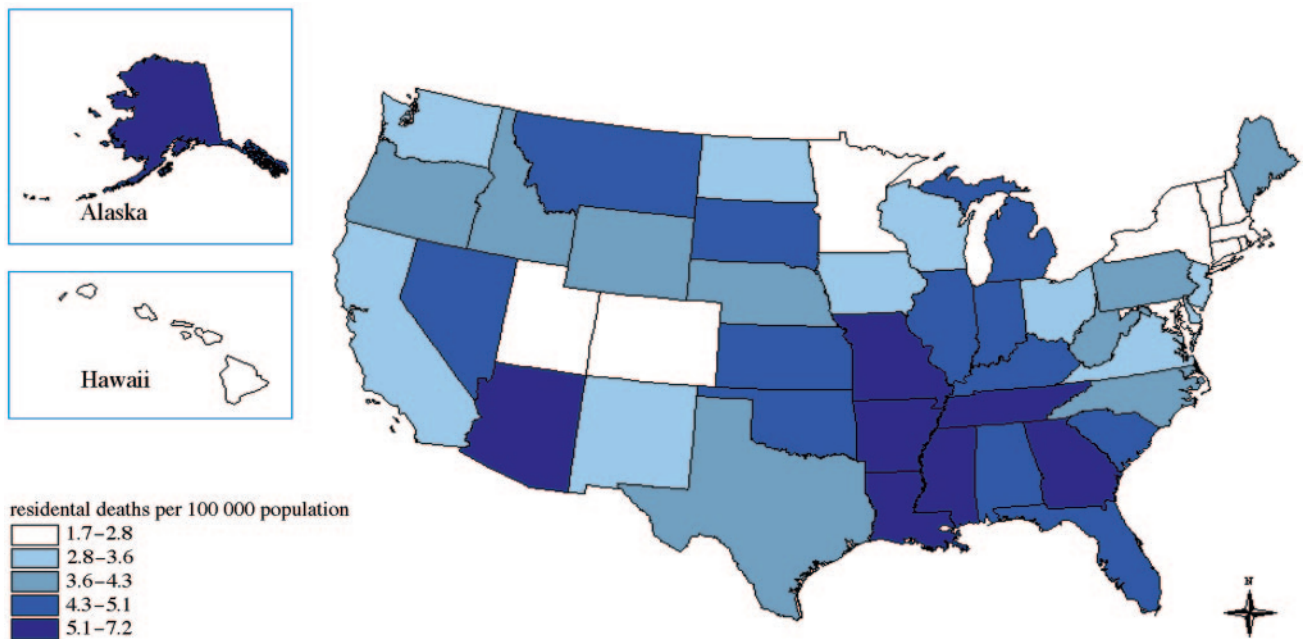 Alaska
Hawaii
residental deaths per 100 000 population
1.7–2.8
2.8–3.6
3.6–4.3
4.3–5.1
5.1–7.2
N